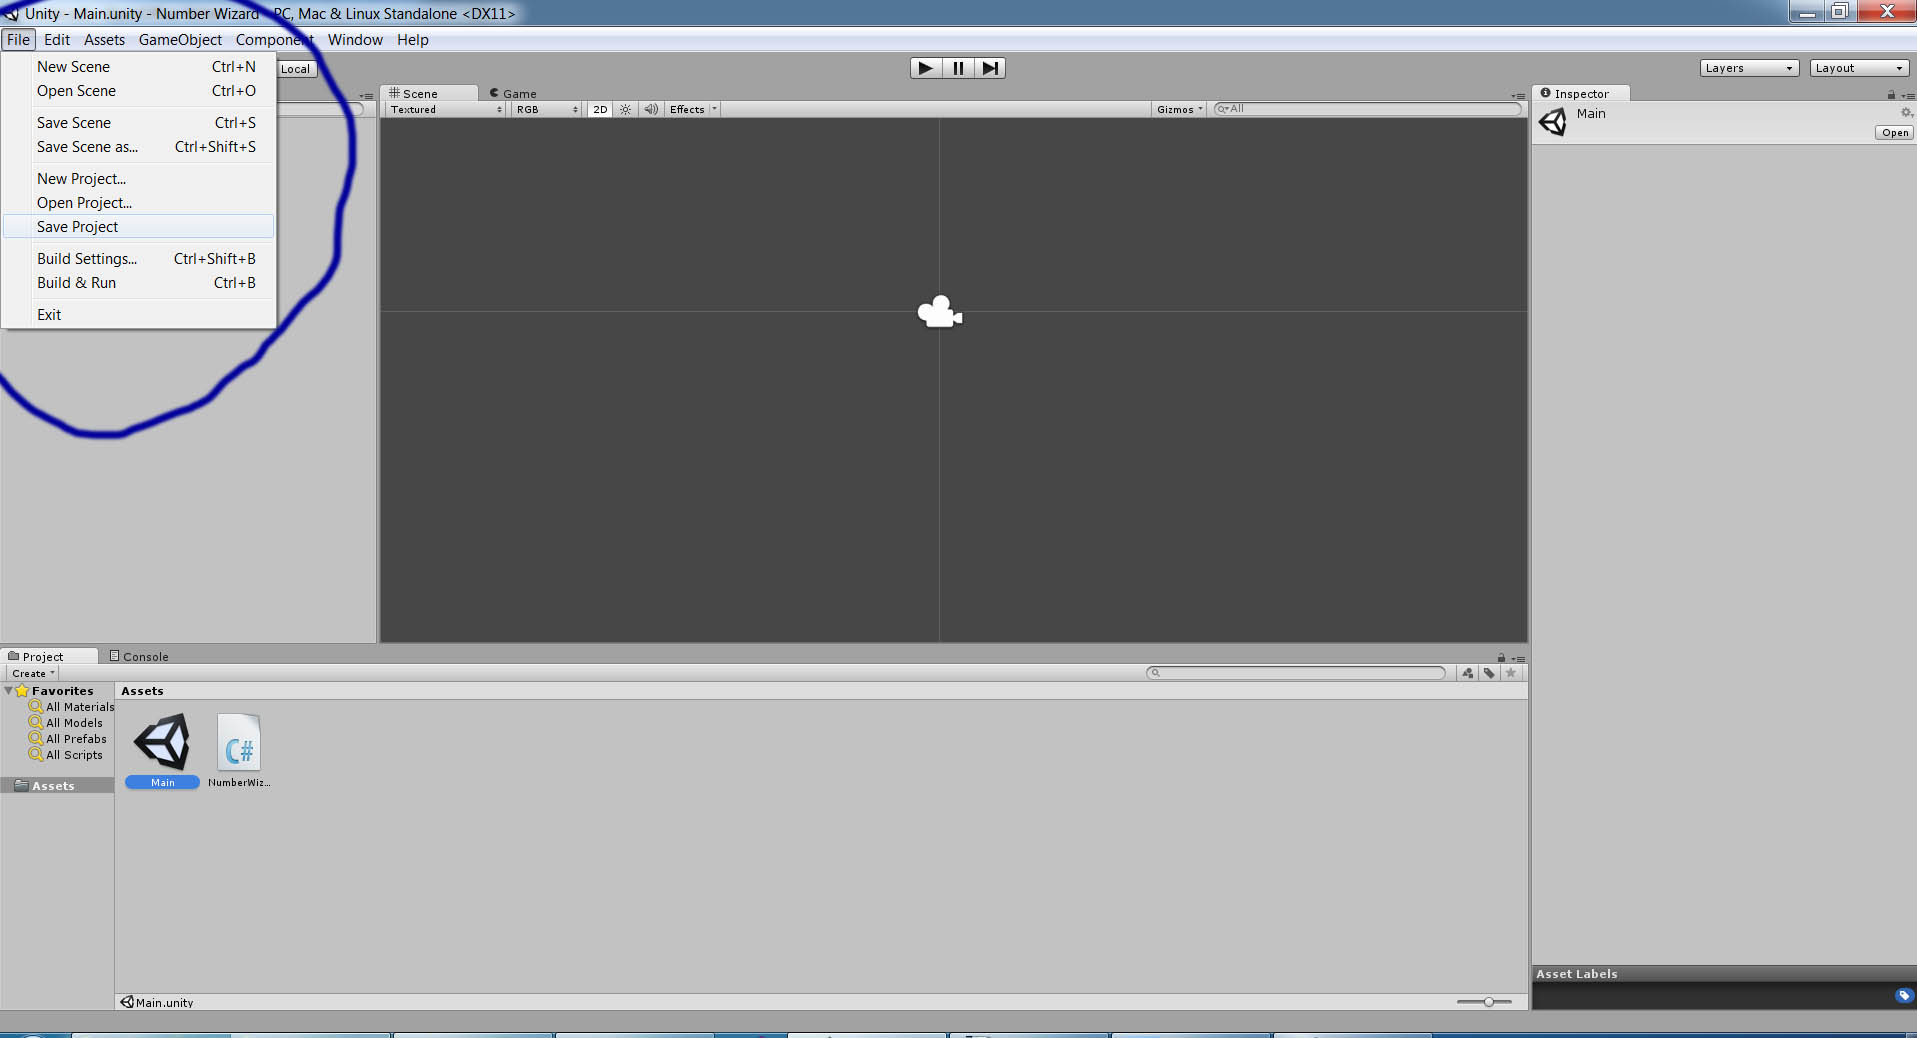 Unity - Main.unity - Number Wizard - PC, Mac & Linux Standalone <DX11>
File Edit Assets GameObject Component Window Help
New Scene Ctrl+N
Open Scene Ctrl+O
Save Scene Ctrl+S
Save Scene as... Ctrl+Shift+S
New Project...
Open Project...
Save Project
Build Settings... Ctrl+Shift+B
Build & Run Ctrl+B
Exit
Local
Layers
Layout
Scene
Game
Textured
RGB
2D
Effects
Gizmos
All
Inspector
Main
Open
Project
Console
Create
Favorites
All Materials
All Models
All Prefabs
All Scripts
Assets
Assets
C#
Main
NumberWiz...
Main.unity
Asset Labels